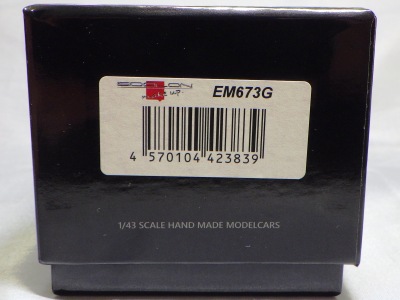 EM673G
4 570104 423839
1/43 SCALE HAND MADE MODELCARS